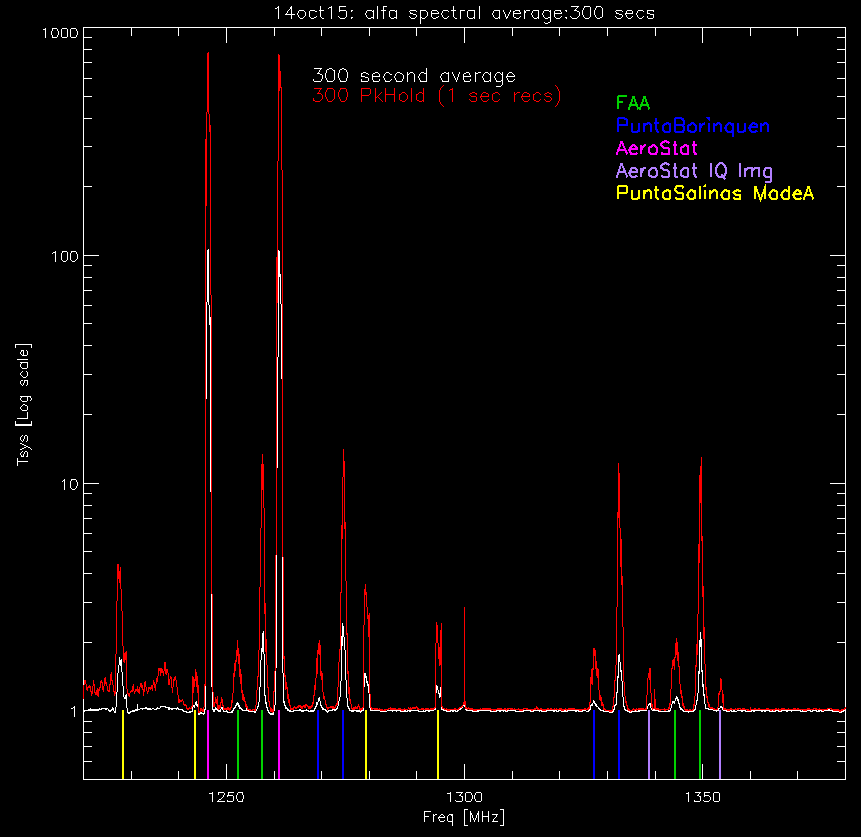 14oct15: alfa spectral average:300 secs
1000
300 second average
300 PkHold (1 sec recs)
FAA
PuntaBorinquen
AeroStat
AeroStat IQ Img
PuntaSalinas ModeA
100
Tsys [Log scale]
10
1
1250
1300
1350
Freq [MHz]